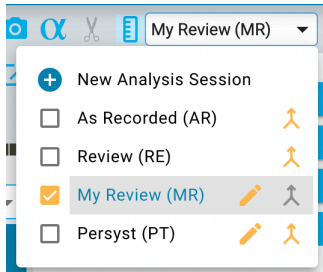 α My Review (MR)
New Analysis Session
As Recorded (AR)
Review (RE)
My Review (MR)
Persyst (PT)